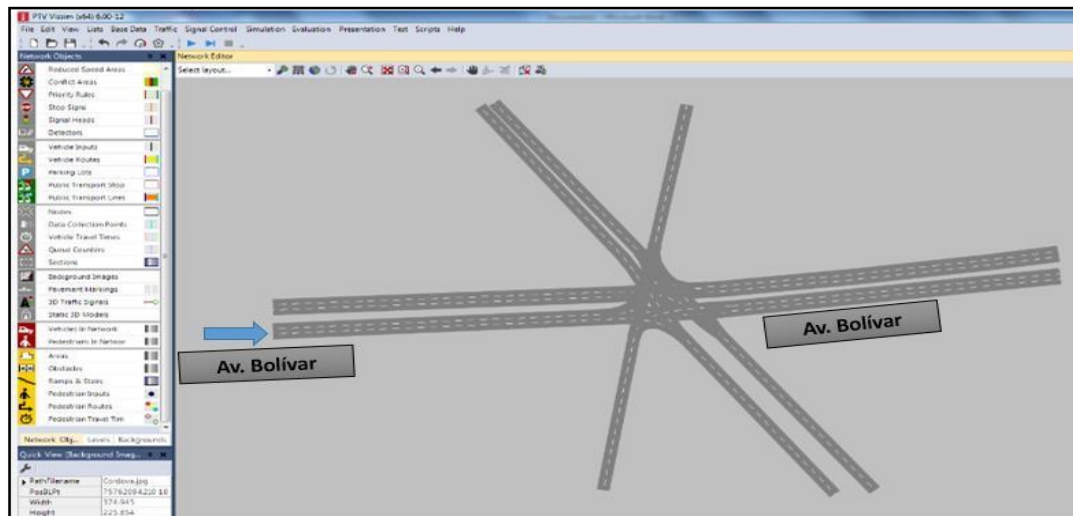 PTV Vissim (x64) 6.00-12
File Edit View Lists Base Data Traffic Signal Control Simulation Evaluation Presentation Test Scripts Help
Network Objects
Network Editor
Select layout...
Reduced Speed Areas
Conflict Areas
Priority Rules
Stop Signs
Signal Heads
Detectors
Vehicle Inputs
Vehicle Routes
Parking Lots
Public Transport Stop
Public Transport Lines
Nodes
Data Collection Points
Vehicle Travel Times
Queue Counters
Sections
Background Images
Pavement Markings
3D Traffic Signals
Static 3D Models
Vehicles In Network
Pedestrians In Networ
Areas
Obstacles
Ramps & Stairs
Pedestrian Inputs
Pedestrian Routes
Pedestrian Travel Tim
Av. Bolívar
Av. Bolívar
Network Obj... Levels Backgrounds
Quick View (Background Imag...
PathFilename Cordova.jpg
PosBLPt
Width 374.945
Height 225.854